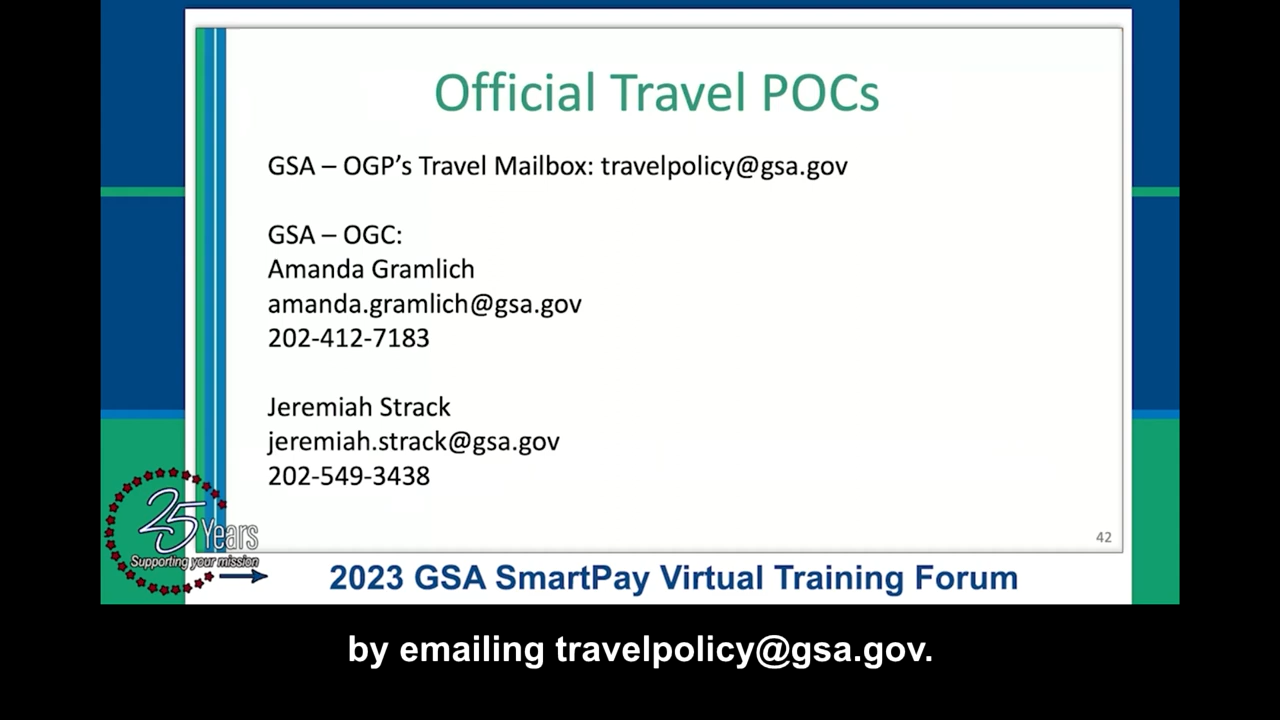 Official Travel POCs
GSA – OGP’s Travel Mailbox: travelpolicy@gsa.gov
GSA – OGC:
Amanda Gramlich
amanda.gramlich@gsa.gov
202-412-7183
Jeremiah Strack
jeremiah.strack@gsa.gov
202-549-3438
42
25 Years
Supporting your mission
2023 GSA SmartPay Virtual Training Forum
by emailing travelpolicy@gsa.gov.